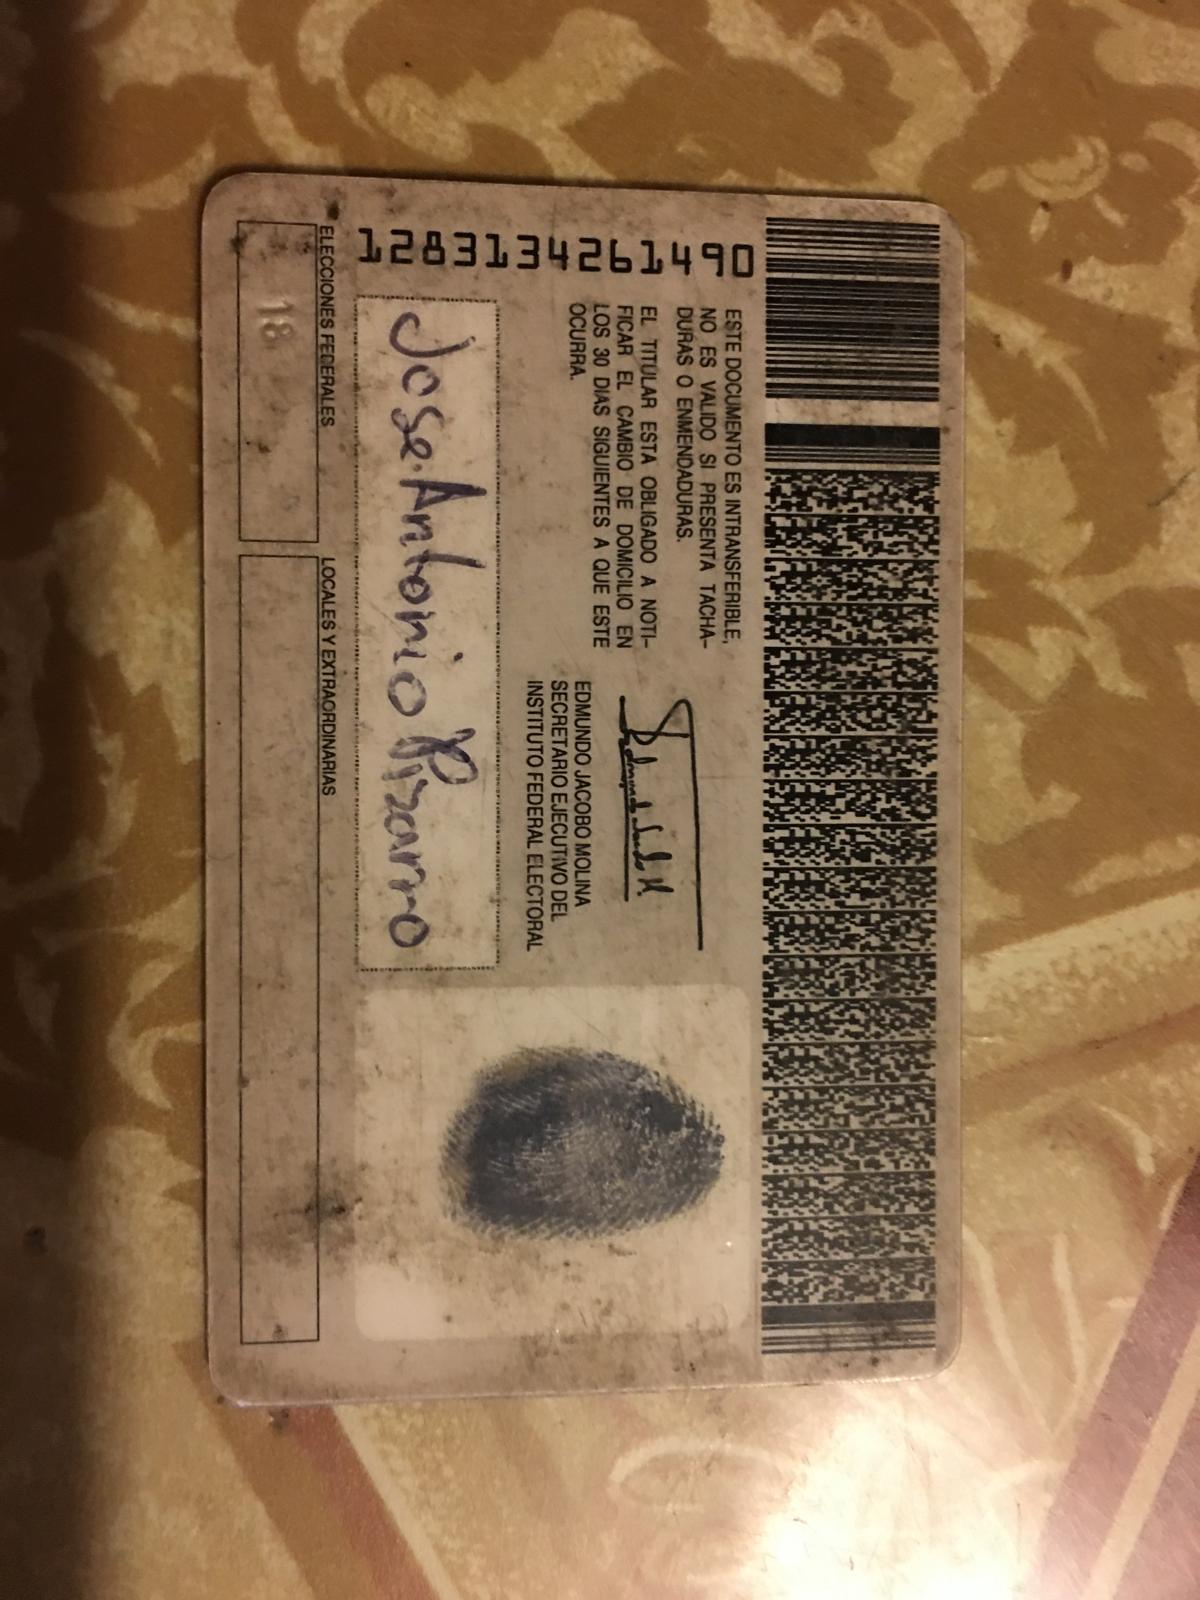 1283134261490
ESTE DOCUMENTO ES INTRANSFERIBLE,
NO ES VALIDO SI PRESENTA TACHA-
DURAS O ENMENDADURAS.
EL TITULAR ESTA OBLIGADO A NOTI-
FICAR EL CAMBIO DE DOMICILIO EN
LOS 30 DIAS SIGUIENTES A QUE ESTE
OCURRA.
EDMUNDO JACOBO MOLINA
SECRETARIO EJECUTIVO DEL
INSTITUTO FEDERAL ELECTORAL
Jose Antonio Pizarro
ELECCIONES FEDERALES
LOCALES Y EXTRAORDINARIAS
18